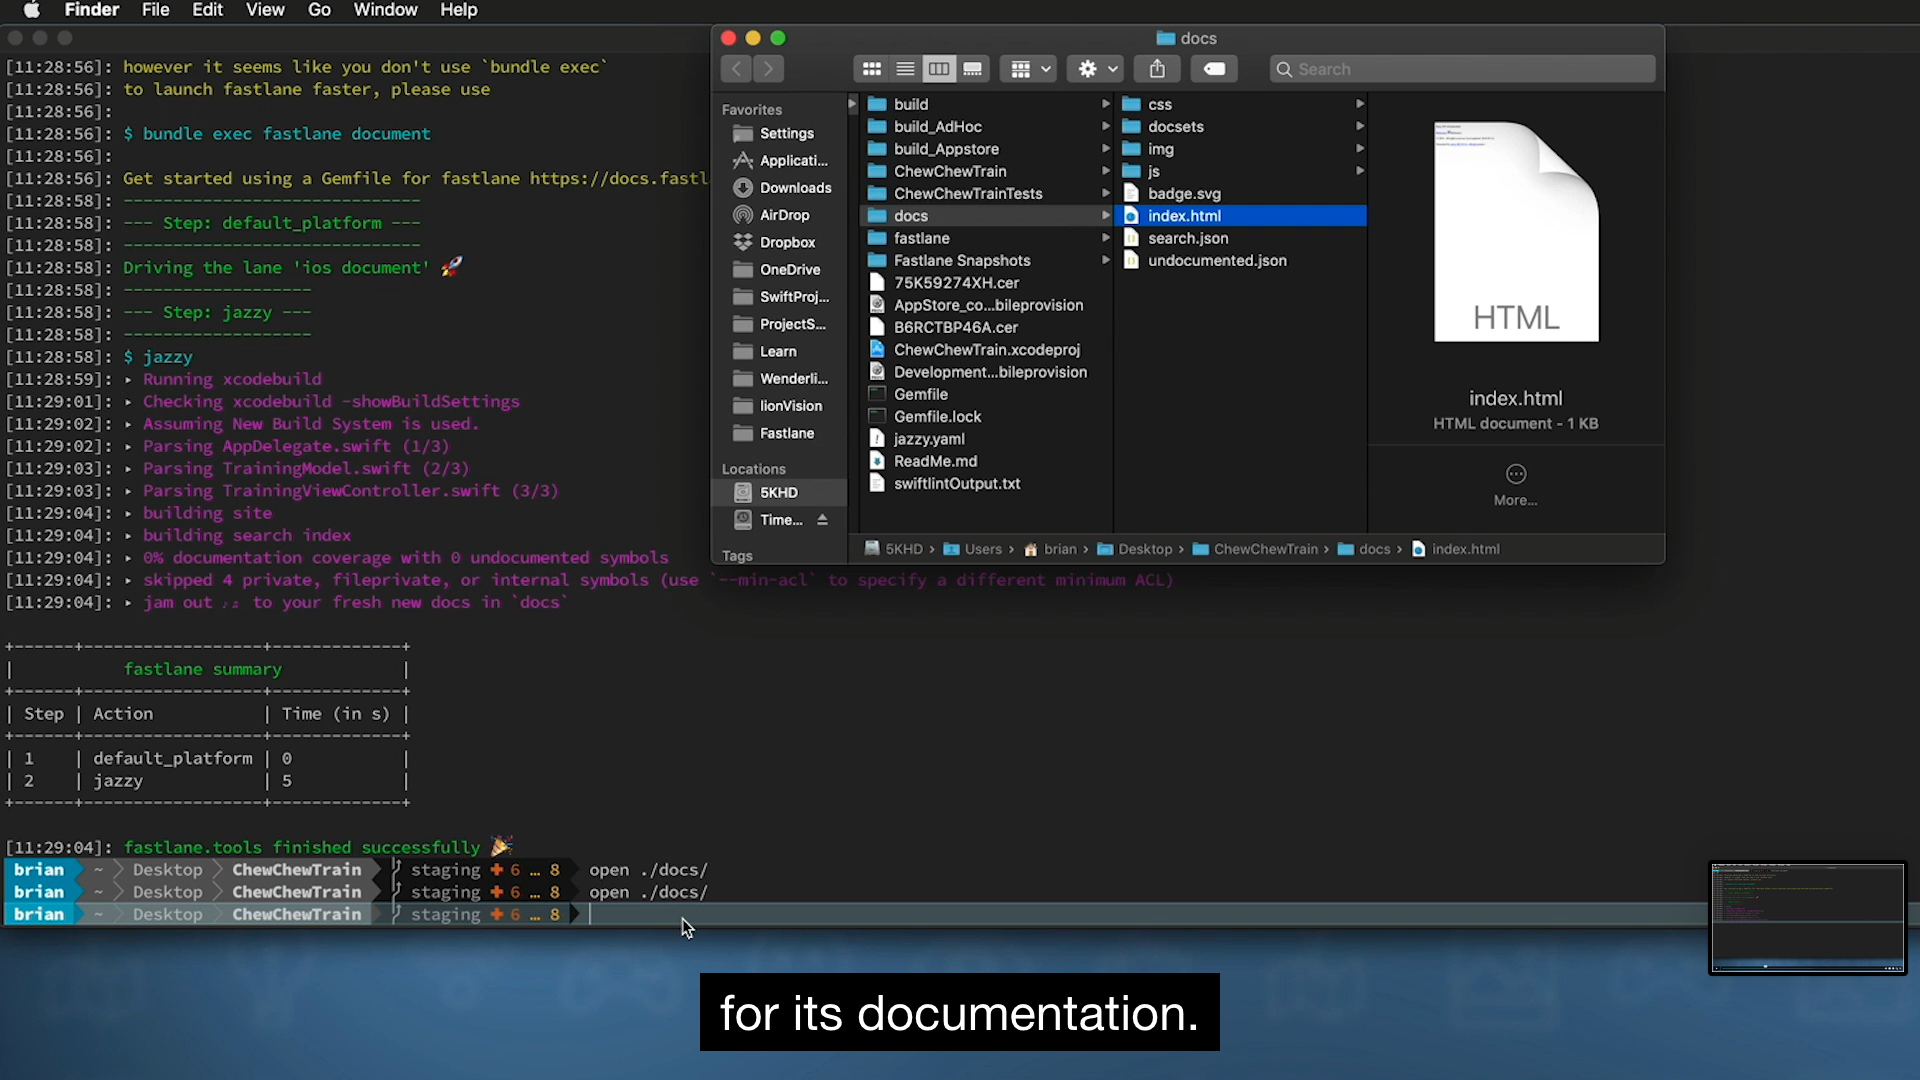 Finder File Edit View Go Window Help
[11:28:56]: however it seems like you don't use `bundle exec`
[11:28:56]: to launch fastlane faster, please use
[11:28:56]:
[11:28:56]: $ bundle exec fastlane document
[11:28:56]:
[11:28:56]: Get started using a Gemfile for fastlane https://docs.fastl
[11:28:58]: ------------------------------
[11:28:58]: --- Step: default_platform ---
[11:28:58]: ------------------------------
[11:28:58]: Driving the lane 'ios document' 🚀
[11:28:58]: -------------------
[11:28:58]: --- Step: jazzy ---
[11:28:58]: -------------------
[11:28:58]: $ jazzy
[11:28:59]: ▸ Running xcodebuild
[11:29:01]: ▸ Checking xcodebuild -showBuildSettings
[11:29:02]: ▸ Assuming New Build System is used.
[11:29:02]: ▸ Parsing AppDelegate.swift (1/3)
[11:29:03]: ▸ Parsing TrainingModel.swift (2/3)
[11:29:03]: ▸ Parsing TrainingViewController.swift (3/3)
[11:29:04]: ▸ building site
[11:29:04]: ▸ building search index
[11:29:04]: ▸ 0% documentation coverage with 0 undocumented symbols
[11:29:04]: ▸ skipped 4 private, fileprivate, or internal symbols (use `--min-acl` to specify a different minimum ACL)
[11:29:04]: ▸ jam out ♪♫ to your fresh new docs in `docs`
+------+------------------+-------------+
| fastlane summary |
+------+------------------+-------------+
| Step | Action | Time (in s) |
+------+------------------+-------------+
| 1 | default_platform | 0 |
| 2 | jazzy | 5 |
+------+------------------+-------------+
[11:29:04]: fastlane.tools finished successfully 🎉
brian ~ Desktop ChewChewTrain staging ✚ 6 … 8 open ./docs/
brian ~ Desktop ChewChewTrain staging ✚ 6 … 8 open ./docs/
brian ~ Desktop ChewChewTrain staging ✚ 6 … 8
docs
Search
Favorites
Settings
Applicati...
Downloads
AirDrop
Dropbox
OneDrive
SwiftProj...
ProjectS...
Learn
Wenderli...
lionVision
Fastlane
Locations
5KHD
Time...
Tags
build
build_AdHoc
build_Appstore
ChewChewTrain
ChewChewTrainTests
docs
fastlane
Fastlane Snapshots
75K59274XH.cer
AppStore_co...bileprovision
B6RCTBP46A.cer
ChewChewTrain.xcodeproj
Development...bileprovision
Gemfile
Gemfile.lock
jazzy.yaml
ReadMe.md
swiftlintOutput.txt
css
docsets
img
js
badge.svg
index.html
search.json
undocumented.json
HTML
index.html
HTML document - 1 KB
More...
5KHD › Users › brian › Desktop › ChewChewTrain › docs › index.html
for its documentation.